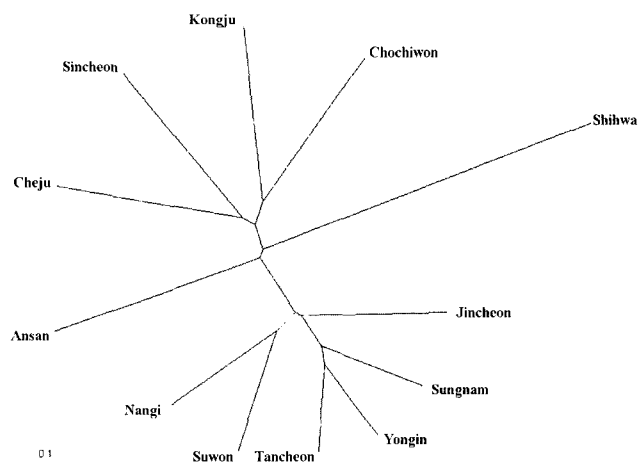 Kongju
Chochiwon
Sincheon
Shihwa
Cheju
Jincheon
Ansan
Sungnam
Nangi
Yongin
Suwon
Tancheon
0.1